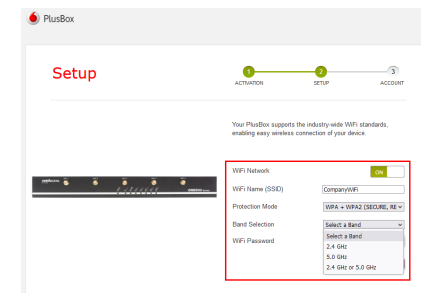 PlusBox
Setup
1
2
3
ACTIVATION
SETUP
ACCOUNT
Your PlusBox supports the industry-wide WiFi standards,
enabling easy wireless connection of your device.
WiFi Network
ON
WiFi Name (SSID)
CompanyWiFi
Protection Mode
WPA + WPA2 (SECURE, RE
Band Selection
Select a Band
WiFi Password
Select a Band
2.4 GHz
5.0 GHz
2.4 GHz or 5.0 GHz